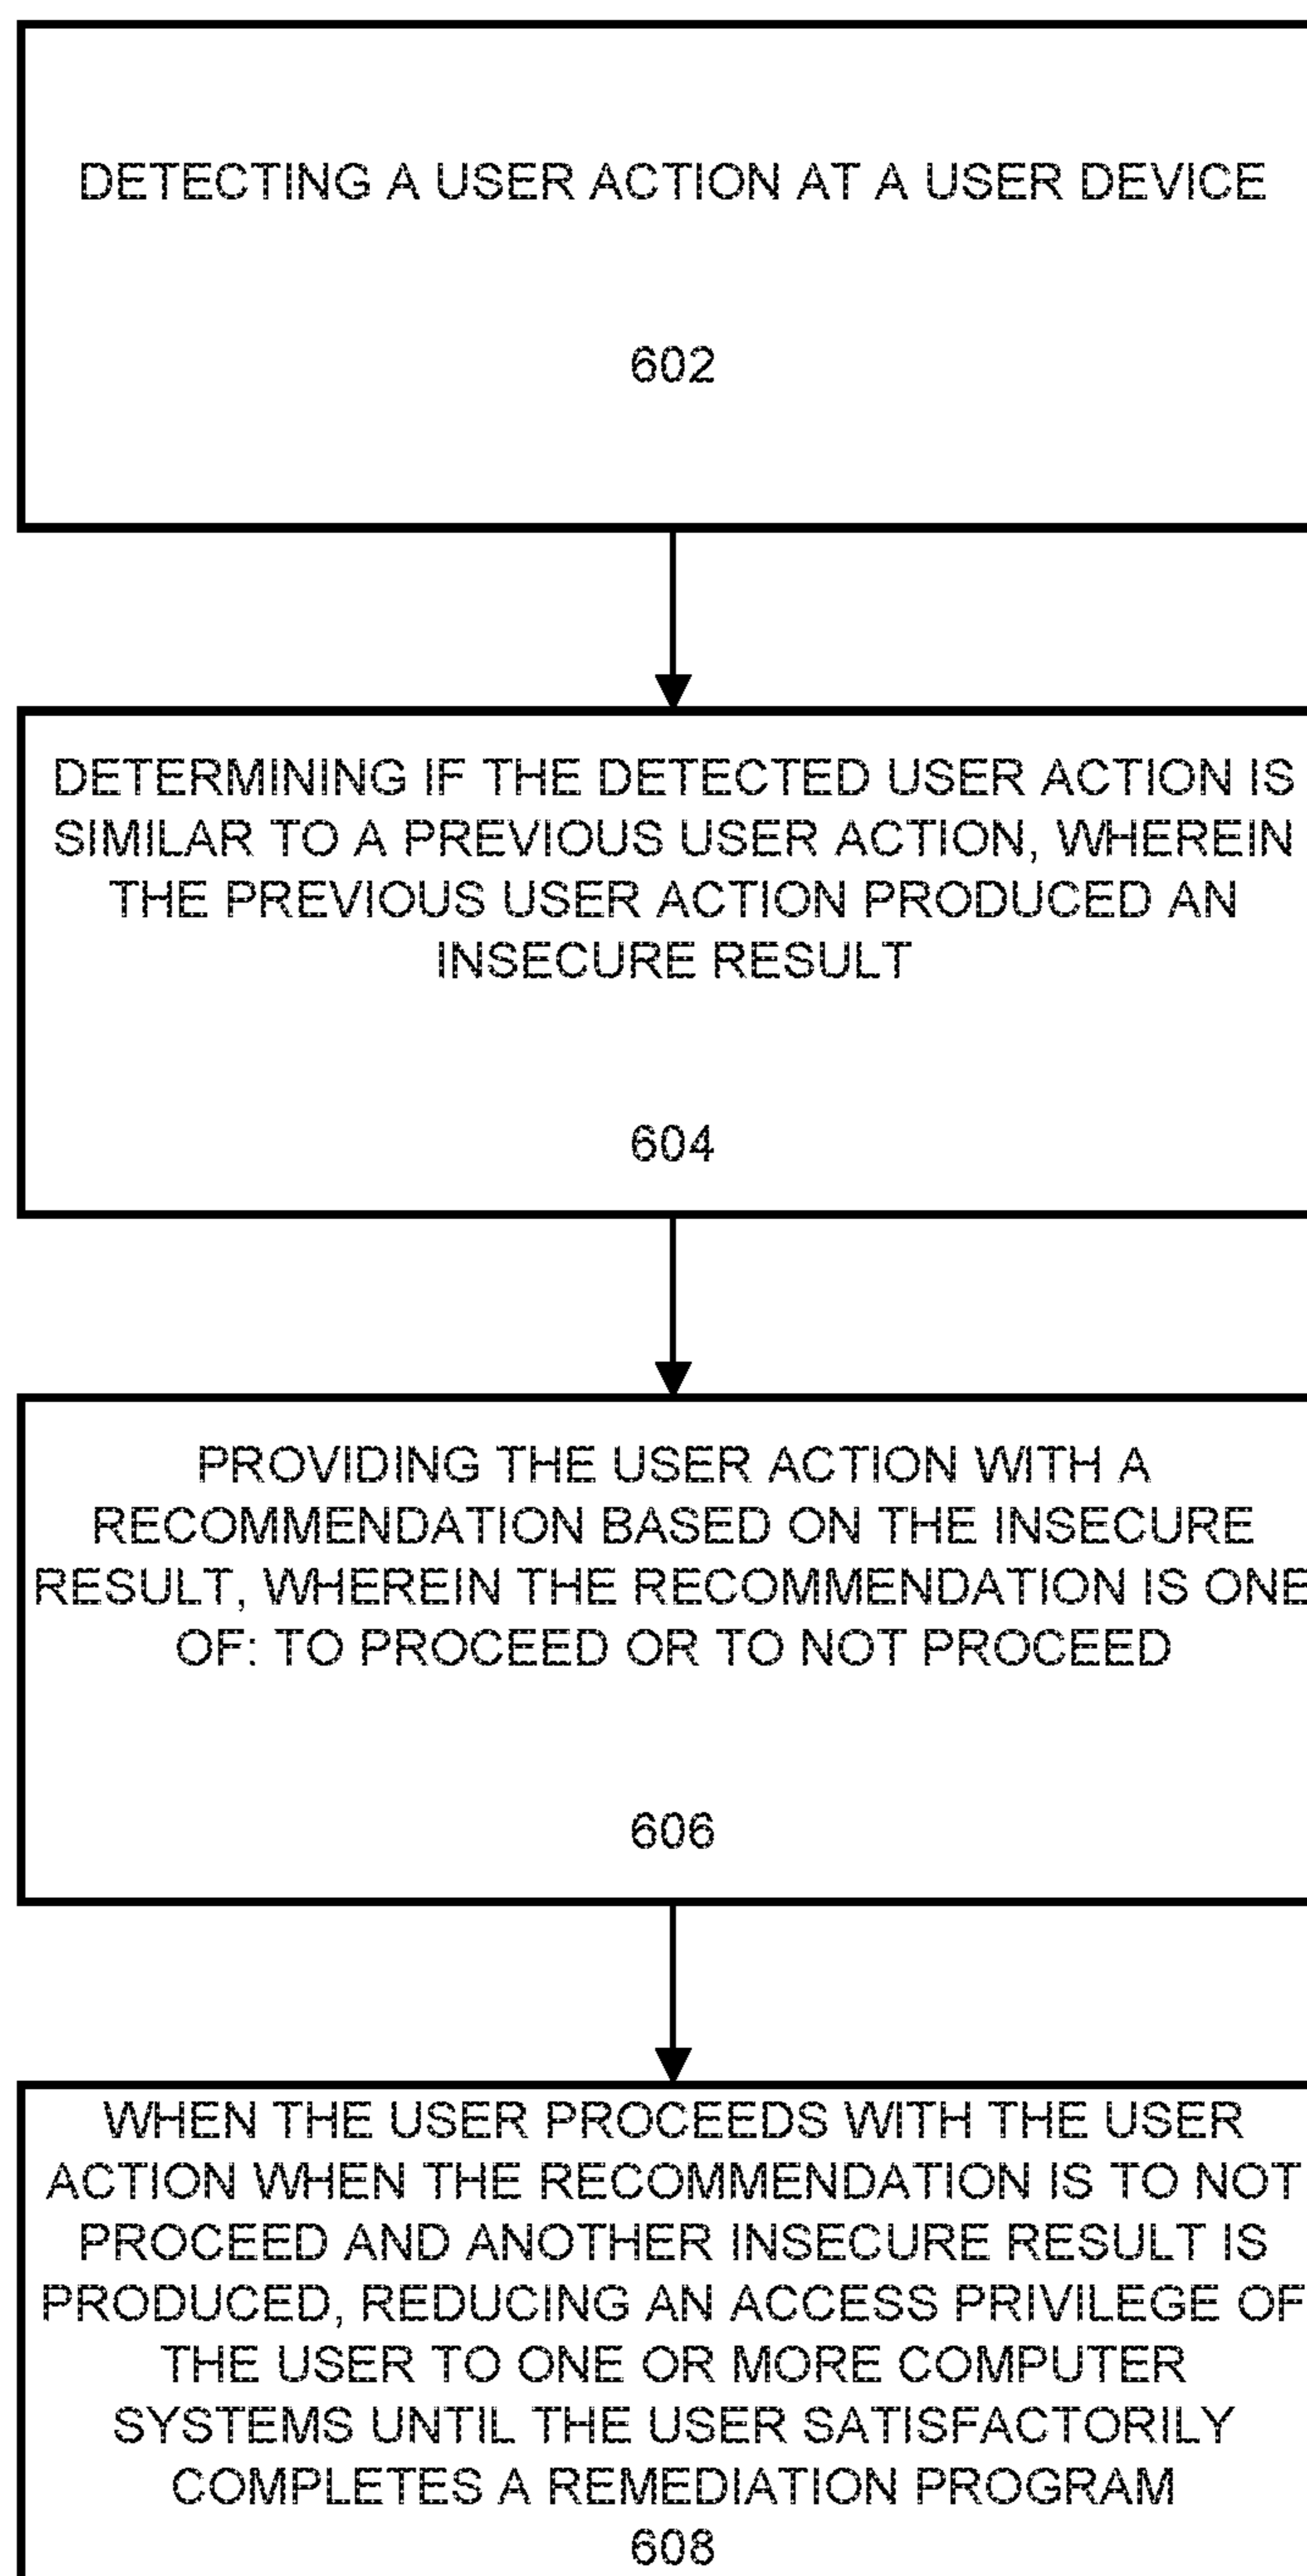 DETECTING A USER ACTION AT A USER DEVICE
602
DETERMINING IF THE DETECTED USER ACTION IS
SIMILAR TO A PREVIOUS USER ACTION, WHEREIN
THE PREVIOUS USER ACTION PRODUCED AN
INSECURE RESULT
604
PROVIDING THE USER ACTION WITH A
RECOMMENDATION BASED ON THE INSECURE
RESULT, WHEREIN THE RECOMMENDATION IS ONE
OF: TO PROCEED OR TO NOT PROCEED
606
WHEN THE USER PROCEEDS WITH THE USER
ACTION WHEN THE RECOMMENDATION IS TO NOT
PROCEED AND ANOTHER INSECURE RESULT IS
PRODUCED, REDUCING AN ACCESS PRIVILEGE OF
THE USER TO ONE OR MORE COMPUTER
SYSTEMS UNTIL THE USER SATISFACTORILY
COMPLETES A REMEDIATION PROGRAM
608